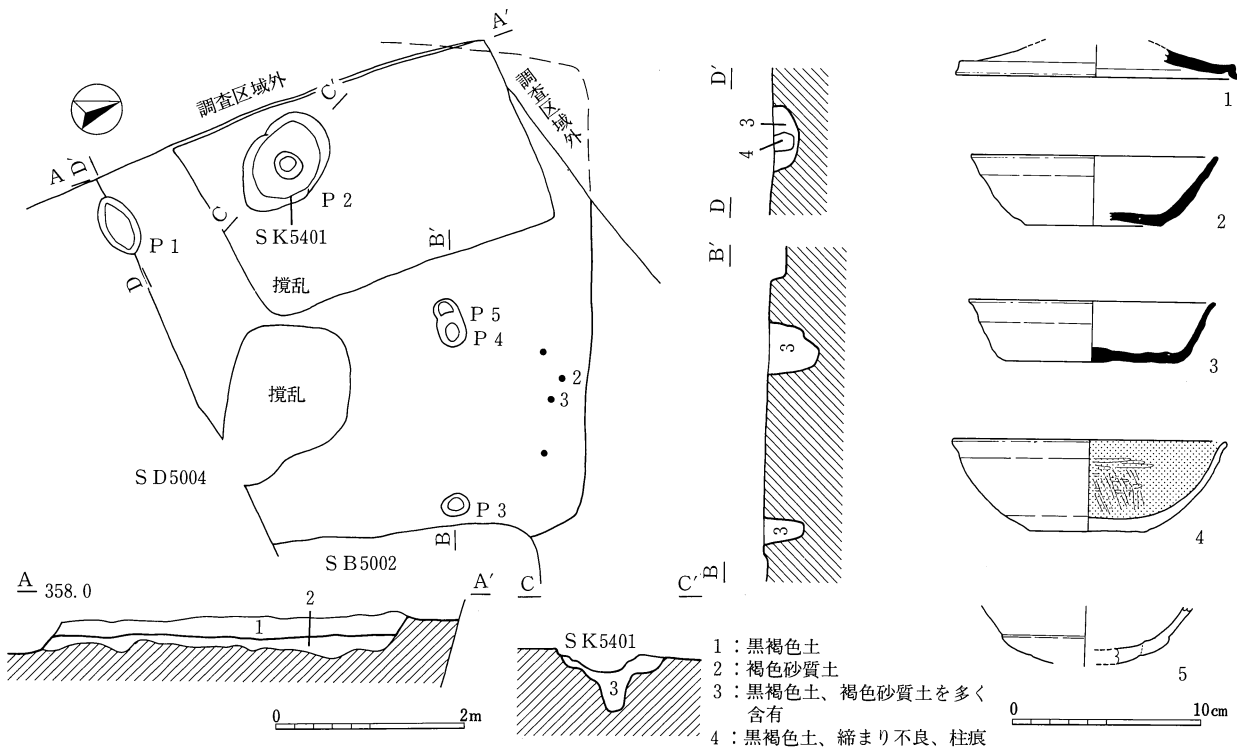 A′
調査区域外
調査区域外
C′
A
D′
P 2
C
SK5401
P 1
B′
D
攪乱
P 5
P 4
攪乱
2
3
SD5004
P 3
B
SB5002
D′
3
4
D
B′
3
3
B
1
2
3
4
5
A 358.0
A′
1
2
0
2m
C
C′
SK5401
3
1：黒褐色土
2：褐色砂質土
3：黒褐色土、褐色砂質土を多く
含有
4：黒褐色土、締まり不良、柱痕
0
10cm